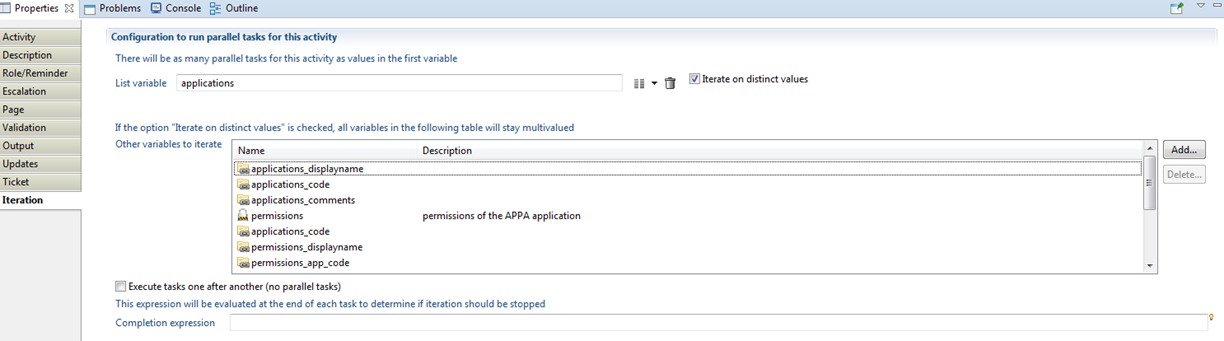 Properties Problems Console Outline
Activity
Description
Role/Reminder
Escalation
Page
Validation
Output
Updates
Ticket
Iteration
Configuration to run parallel tasks for this activity
There will be as many parallel tasks for this activity as values in the first variable
List variable applications Iterate on distinct values
If the option "Iterate on distinct values" is checked, all variables in the following table will stay multivalued
Other variables to iterate Name Description Add...
applications_displayname Delete...
applications_code
applications_comments
permissions permissions of the APPA application
applications_code
permissions_displayname
permissions_app_code
Execute tasks one after another (no parallel tasks)
This expression will be evaluated at the end of each task to determine if iteration should be stopped
Completion expression